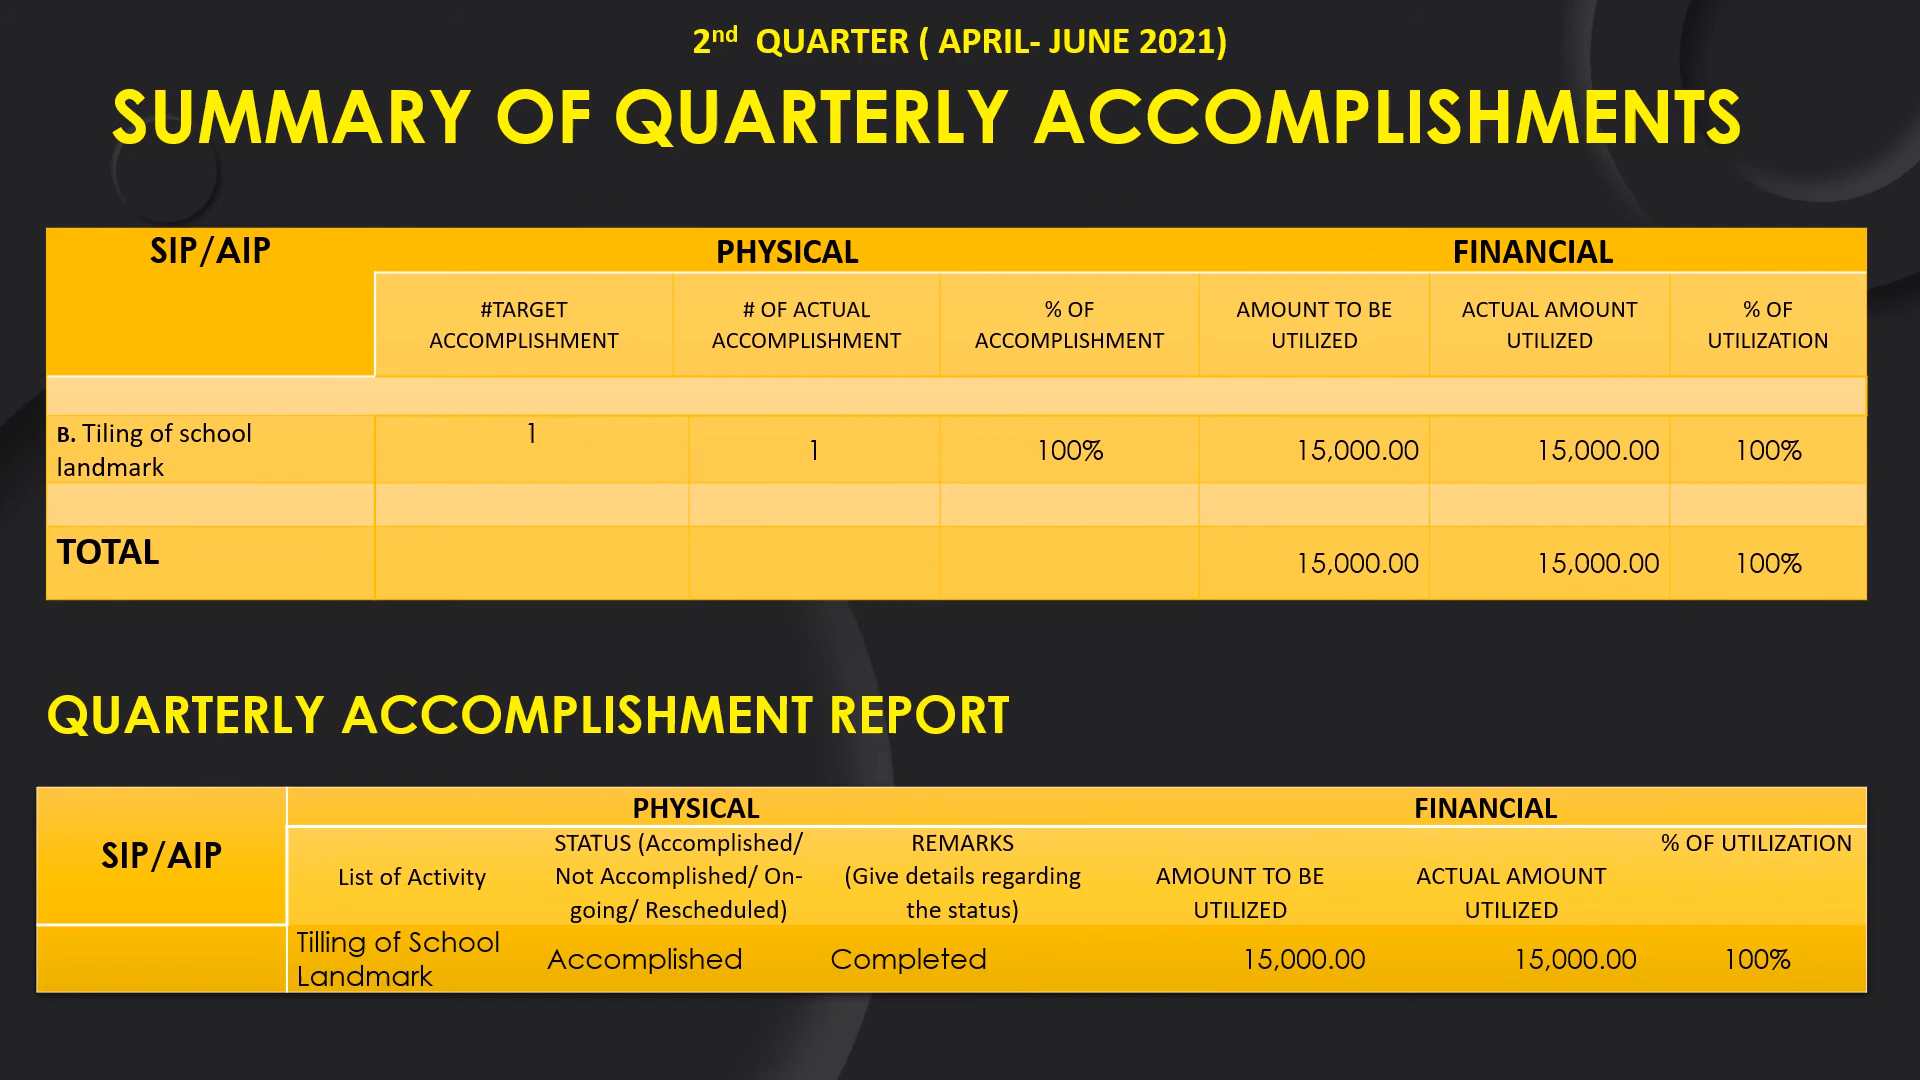 2nd QUARTER ( APRIL- JUNE 2021)
SUMMARY OF QUARTERLY ACCOMPLISHMENTS
SIP/AIP PHYSICAL FINANCIAL
#TARGET ACCOMPLISHMENT # OF ACTUAL ACCOMPLISHMENT % OF ACCOMPLISHMENT AMOUNT TO BE UTILIZED ACTUAL AMOUNT UTILIZED % OF UTILIZATION
B. Tiling of school landmark 1 1 100% 15,000.00 15,000.00 100%
TOTAL 15,000.00 15,000.00 100%
QUARTERLY ACCOMPLISHMENT REPORT
SIP/AIP PHYSICAL FINANCIAL
List of Activity STATUS (Accomplished/ Not Accomplished/ On-going/ Rescheduled) REMARKS (Give details regarding the status) AMOUNT TO BE UTILIZED ACTUAL AMOUNT UTILIZED % OF UTILIZATION
Tilling of School Landmark Accomplished Completed 15,000.00 15,000.00 100%